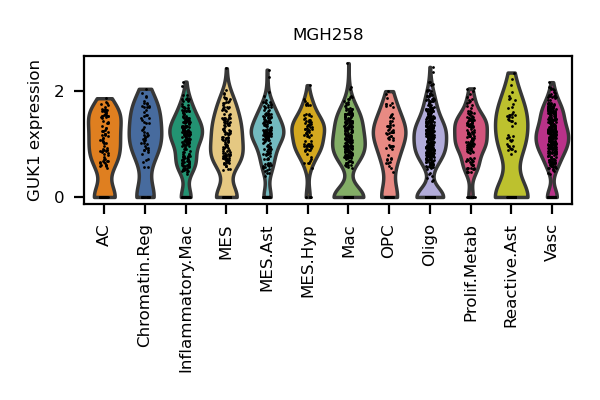 MGH258
GUK1 expression
2
0
AC
Chromatin.Reg
Inflammatory.Mac
MES
MES.Ast
MES.Hyp
Mac
OPC
Oligo
Prolif.Metab
Reactive.Ast
Vasc